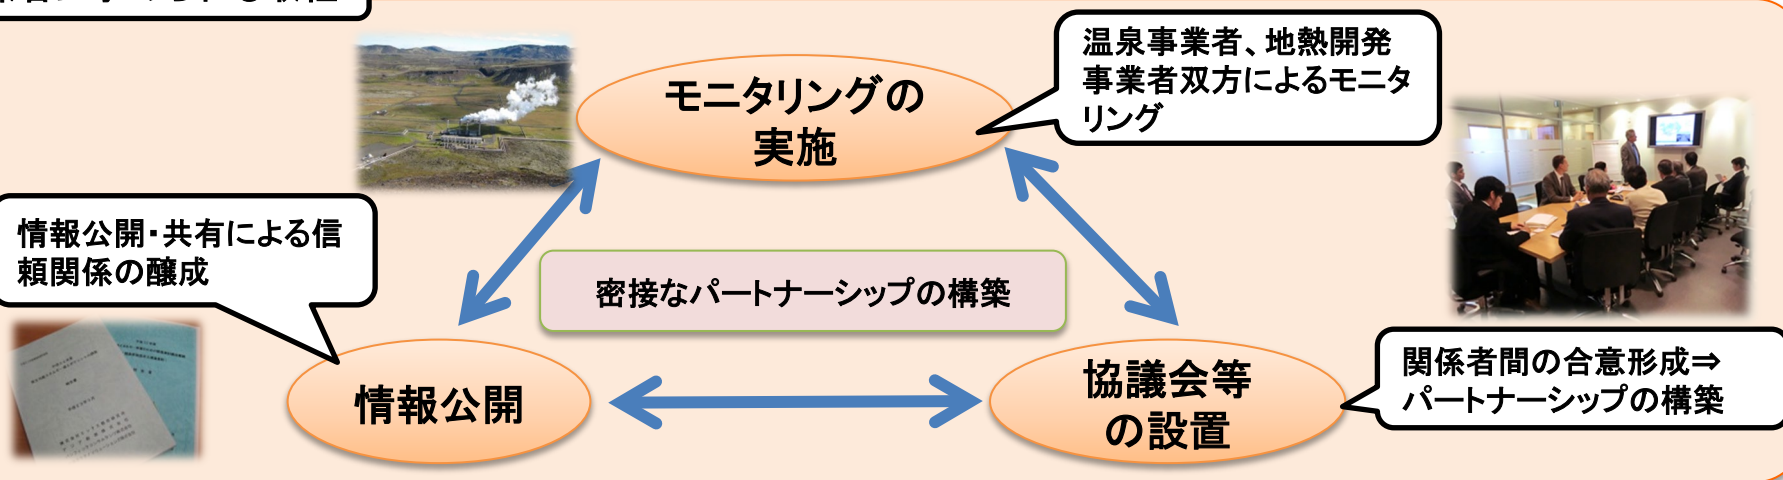 モニタリングの
実施
温泉事業者、地熱開発
事業者双方によるモニタ
リング
情報公開・共有による信
頼関係の醸成
密接なパートナーシップの構築
情報公開
協議会等
の設置
関係者間の合意形成⇒
パートナーシップの構築